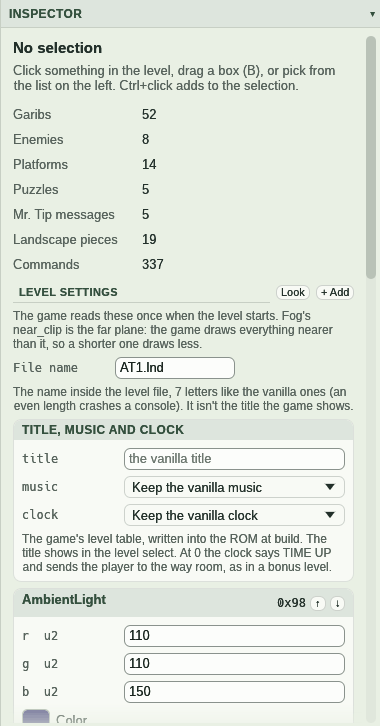 INSPECTOR
No selection
Click something in the level, drag a box (B), or pick from
the list on the left. Ctrl+click adds to the selection.
Garibs 52
Enemies 8
Platforms 14
Puzzles 5
Mr. Tip messages 5
Landscape pieces 19
Commands 337
LEVEL SETTINGS Look + Add
The game reads these once when the level starts. Fog's
near_clip is the far plane: the game draws everything nearer
than it, so a shorter one draws less.
File name AT1.lnd
The name inside the level file, 7 letters like the vanilla ones (an
even length crashes a console). It isn't the title the game shows.
TITLE, MUSIC AND CLOCK
title the vanilla title
music Keep the vanilla music
clock Keep the vanilla clock
The game's level table, written into the ROM at build. The
title shows in the level select. At 0 the clock says TIME UP
and sends the player to the way room, as in a bonus level.
AmbientLight 0x98 ↑ ↓
r u2 110
g u2 110
b u2 150
Color